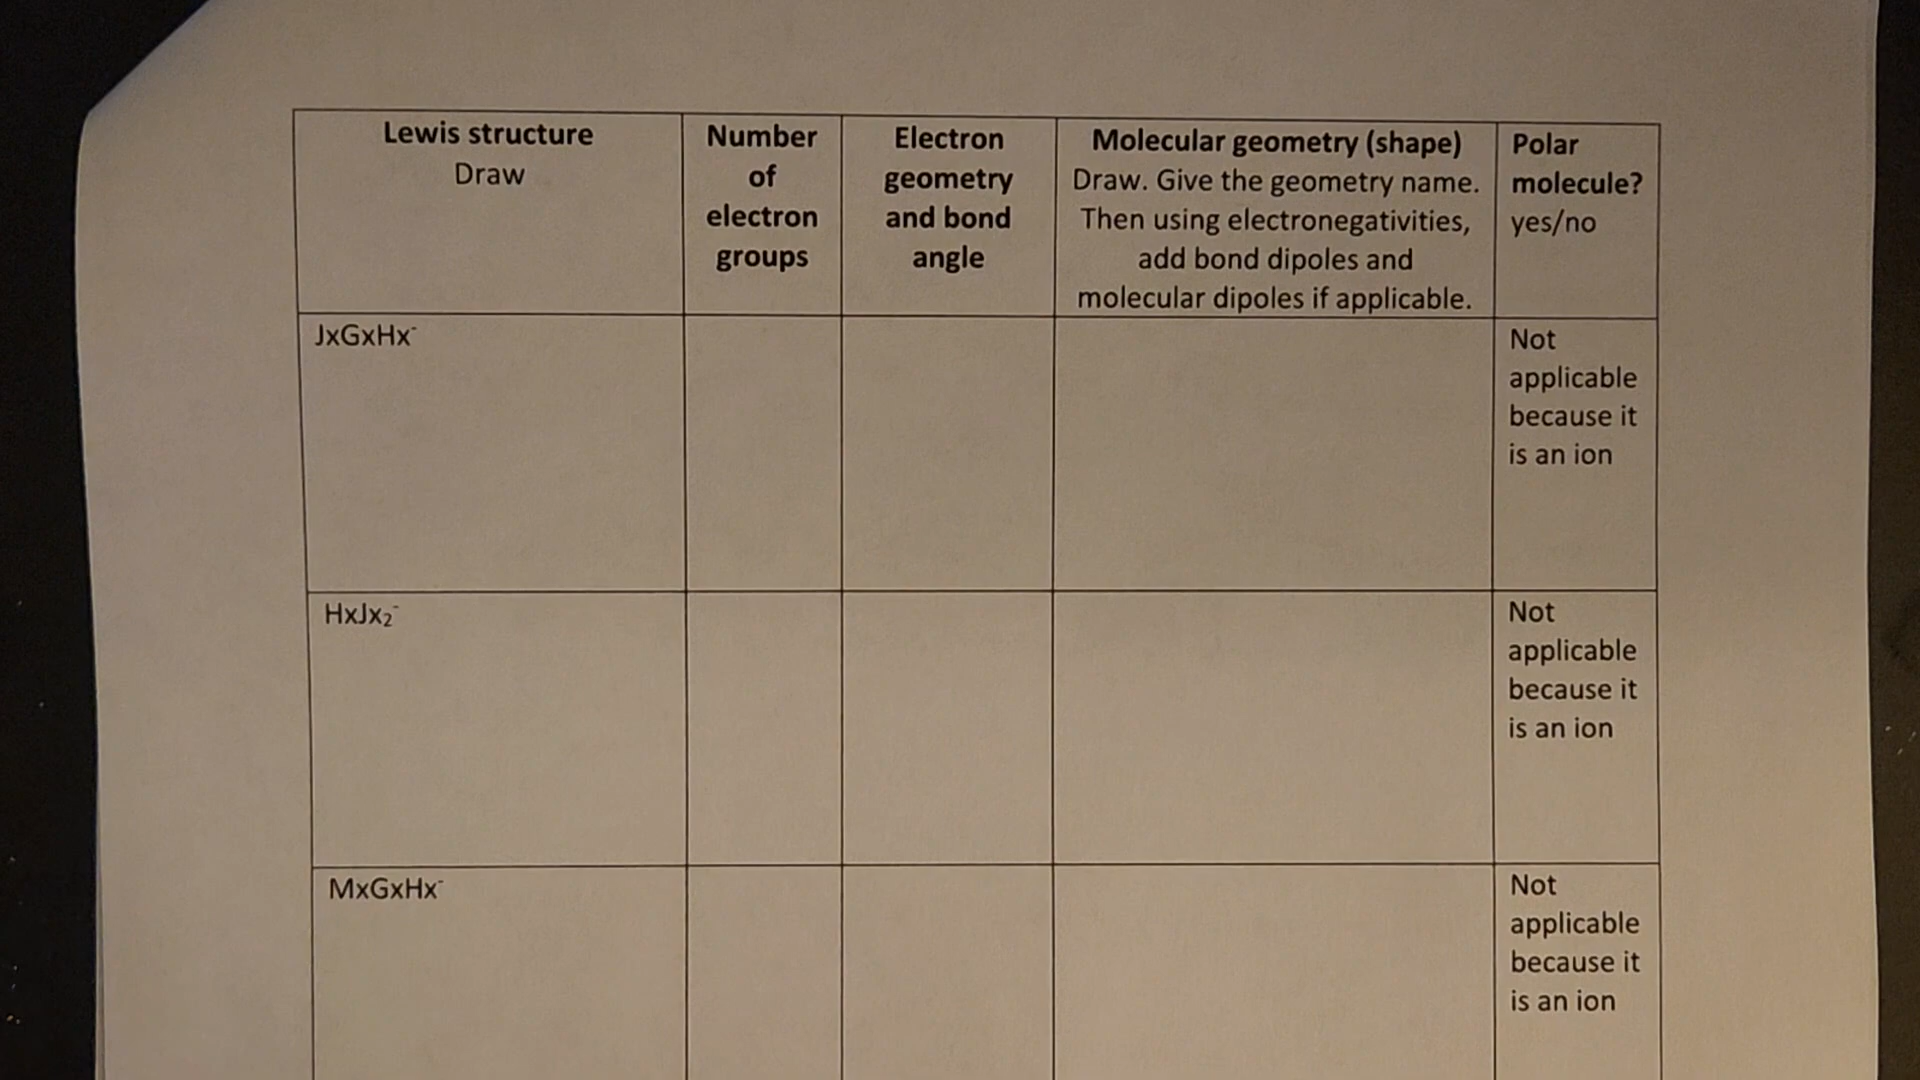 Lewis structure
Draw
Number
of
electron
groups
Electron
geometry
and bond
angle
Molecular geometry (shape)
Draw. Give the geometry name.
Then using electronegativities,
add bond dipoles and
molecular dipoles if applicable.
Polar
molecule?
yes/no
JxGxHx⁻
Not
applicable
because it
is an ion
HxJx₂⁻
Not
applicable
because it
is an ion
MxGxHx⁻
Not
applicable
because it
is an ion